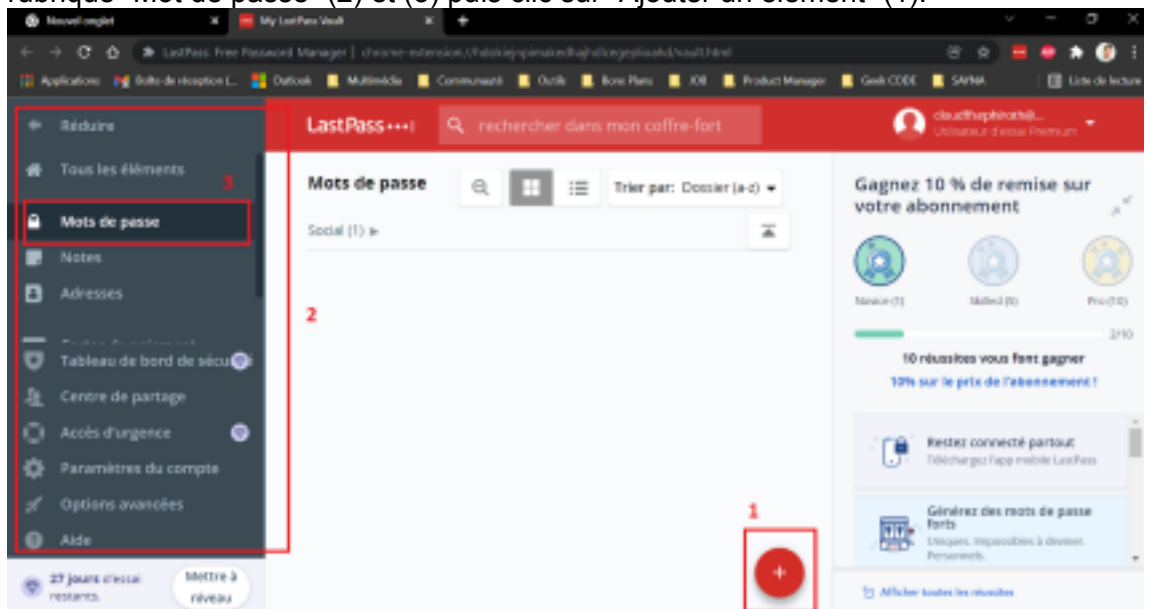 rubrique "Mot de passe" (2) et (3) puis clic sur "Ajouter un élément" (1).
Nouvel onglet
My LastPass Vault
LastPass: Free Password Manager
Applications
Boîte de réception L...
Outlook
Multimédia
Communauté
Outils
Bons Plans
JOB
Product Manager
Geek CODE
SAYNA
Liste de lecture
Réduire
LastPass
rechercher dans mon coffre-fort
Utilisateur d'essai Premium
Tous les éléments
3
Mots de passe
Notes
Adresses
Tableau de bord de sécu
Centre de partage
Accès d'urgence
Paramètres du compte
Options avancées
Aide
27 jours d'essai
restants.
Mettre à
niveau
Mots de passe
Trier par: Dossier (a-z)
Social (1)
2
1
+
Gagnez 10 % de remise sur
votre abonnement
Novice (1)
Skilled (5)
Pro (10)
2/10
10 réussites vous font gagner
10% sur le prix de l'abonnement !
Restez connecté partout
Téléchargez l'app mobile LastPass
Générez des mots de passe
forts
Uniques. Impossibles à deviner.
Personnels.
Afficher toutes les réussites